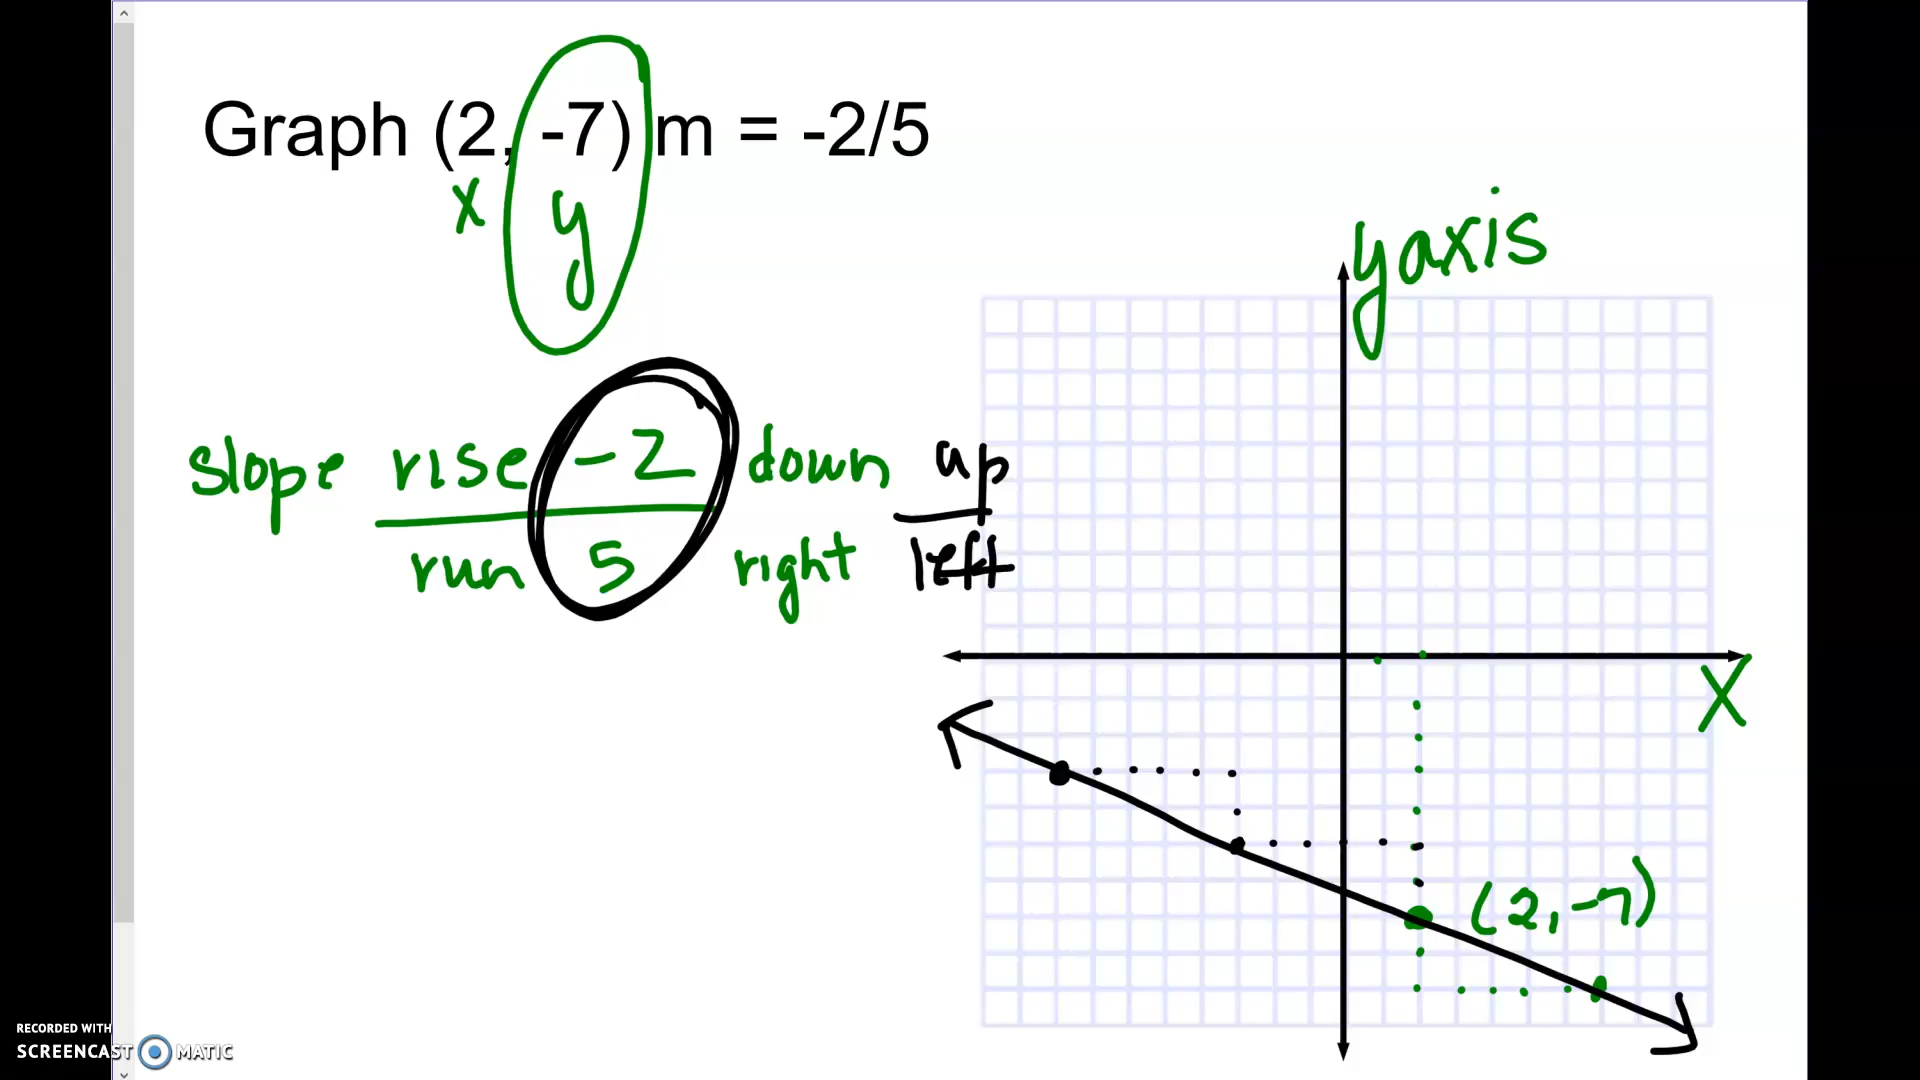 Graph (2, -7) m = -2/5
x y
y axis
slope rise -2 down up
run 5 right left
X
(2, -7)
RECORDED WITH
SCREENCAST MATIC